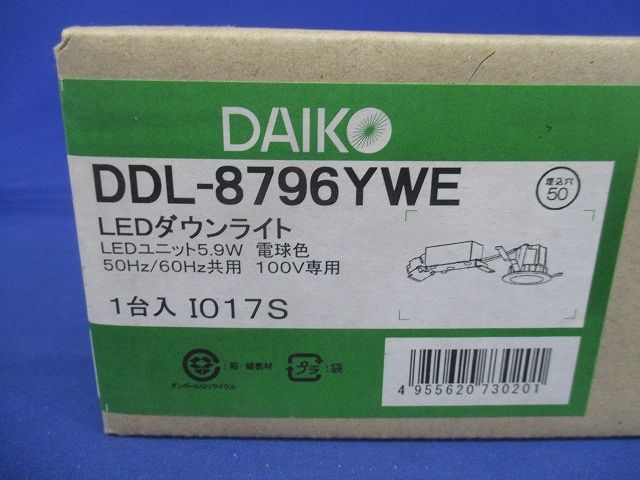 DAIKO
DDL-8796YWE
埋込穴
50
LEDダウンライト
LEDユニット5.9W 電球色
50Hz/60Hz共用 100V専用
1台入 I017S
:箱・緩衝材
ダンボールはリサイクル
プラ
:袋
4 955620 730201